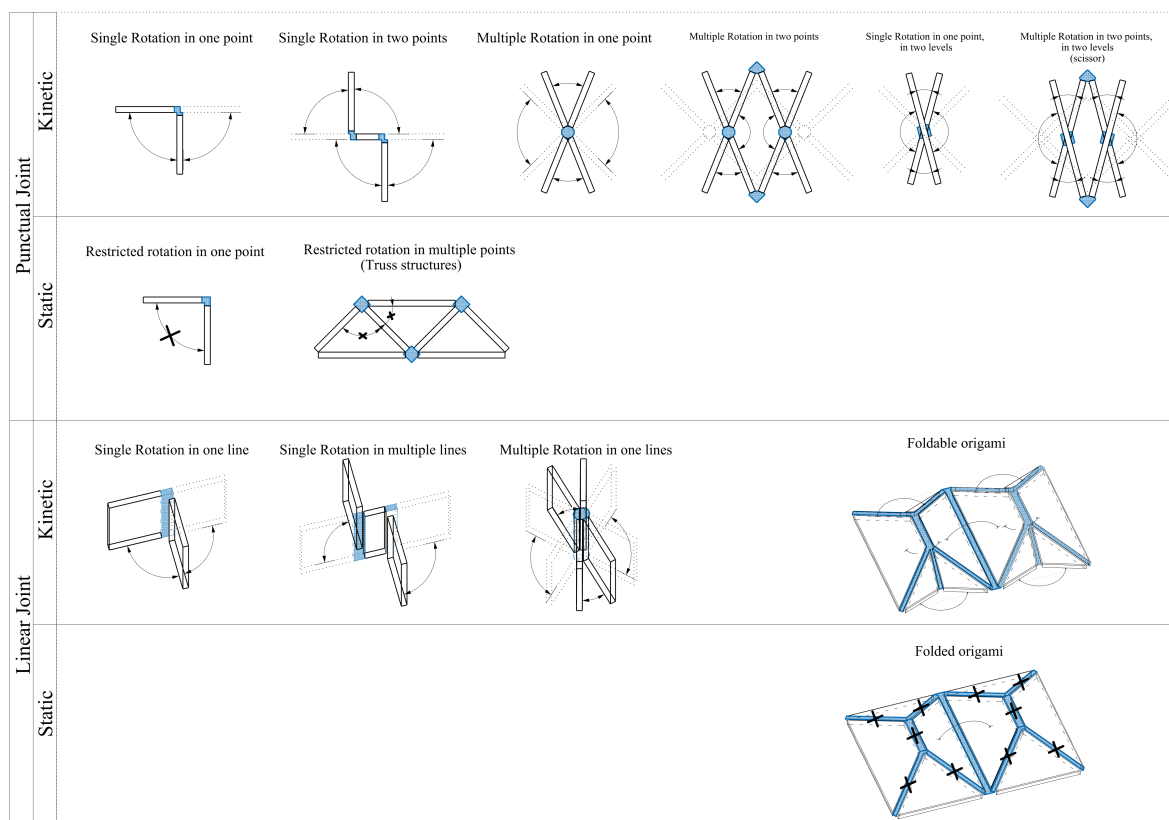 Punctual Joint
Kinetic
Single Rotation in one point
Single Rotation in two points
Multiple Rotation in one point
Multiple Rotation in two points
Single Rotation in one point,
in two levels
Multiple Rotation in two points,
in two levels
(scissor)
Static
Restricted rotation in one point
Restricted rotation in multiple points
(Truss structures)
Linear Joint
Kinetic
Single Rotation in one line
Single Rotation in multiple lines
Multiple Rotation in one lines
Foldable origami
Static
Folded origami